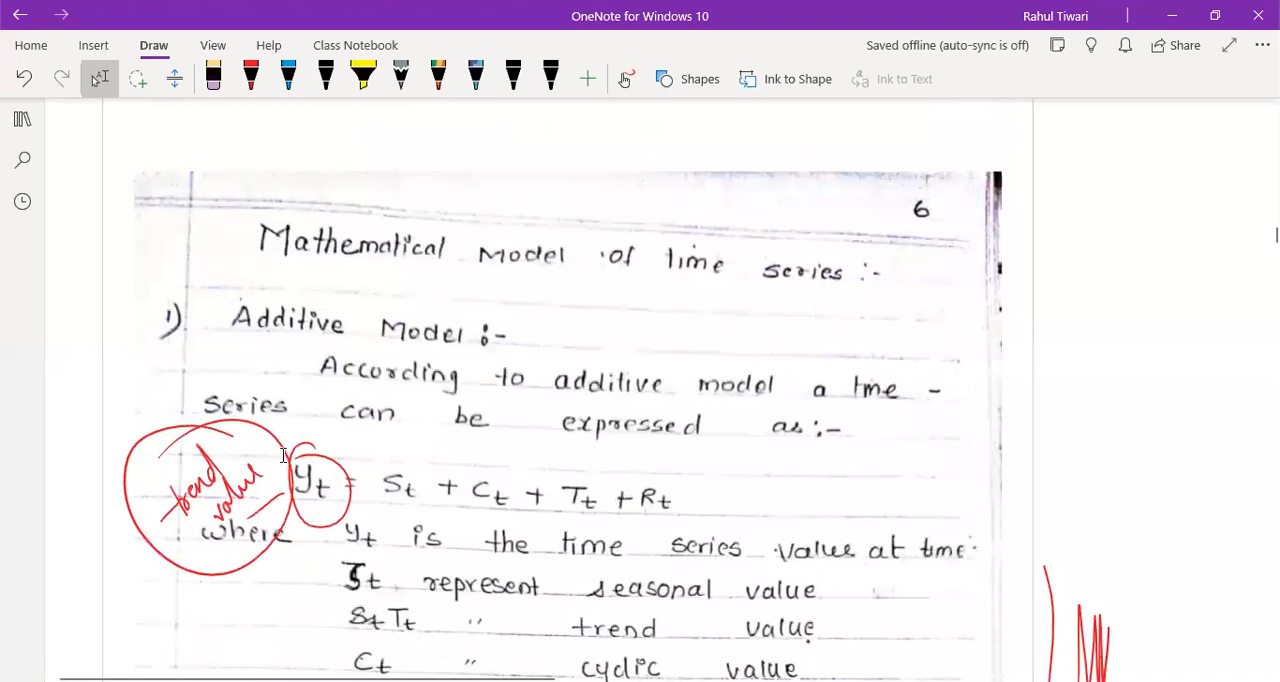 OneNote for Windows 10
Rahul Tiwari
Home Insert Draw View Help Class Notebook
Saved offline (auto-sync is off)
Share
Shapes Ink to Shape Ink to Text
6
Mathematical Model of time series :-
1) Additive Model :-
According to additive model a tme -
series can be expressed as :-
trend
value
Yt = St + Ct + Tt + Rt
where yt is the time series value at time.
St represent seasonal value
Tt " trend value
Ct " cyclic value